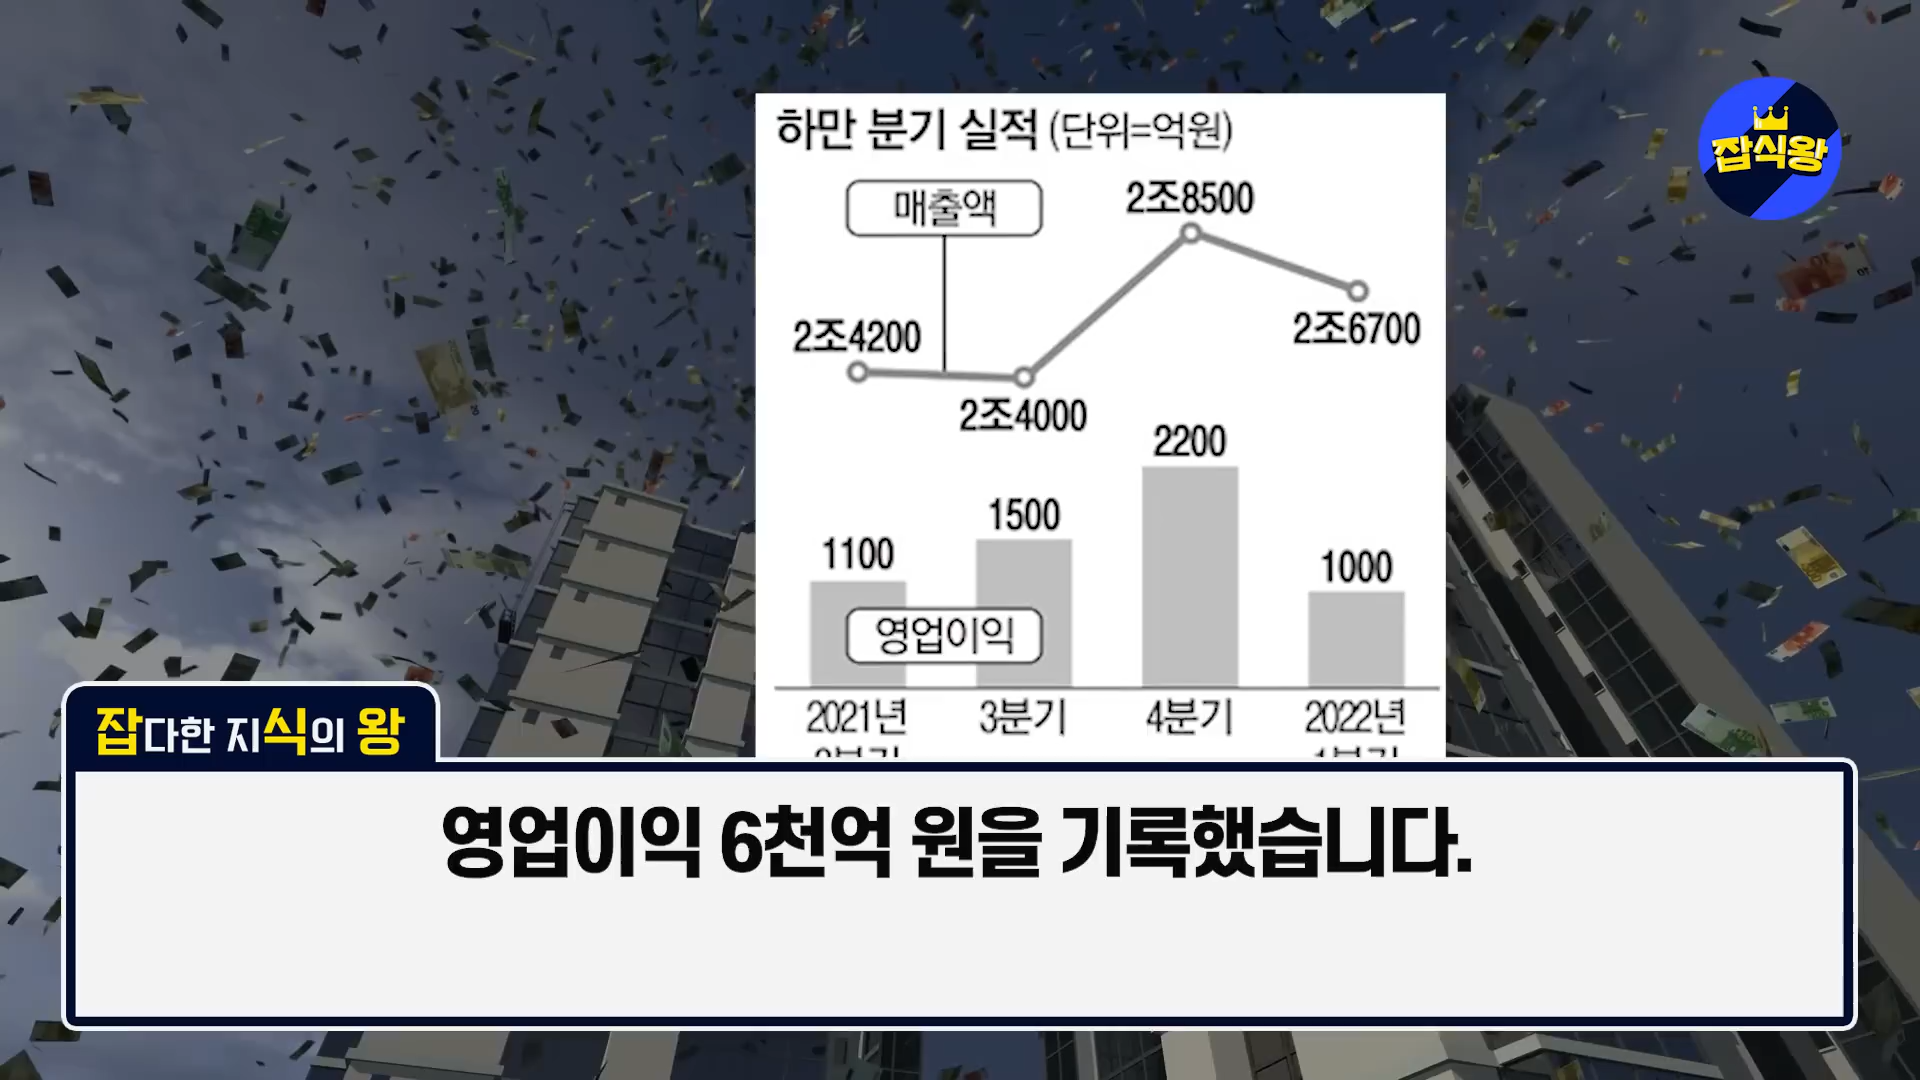 하만 분기 실적 (단위=억원)
잡식왕
매출액
2조8500
2조4200
2조6700
2조4000
2200
1500
1100
1000
영업이익
2021년
3분기
4분기
2022년
잡다한 지식의 왕
영업이익 6천억 원을 기록했습니다.